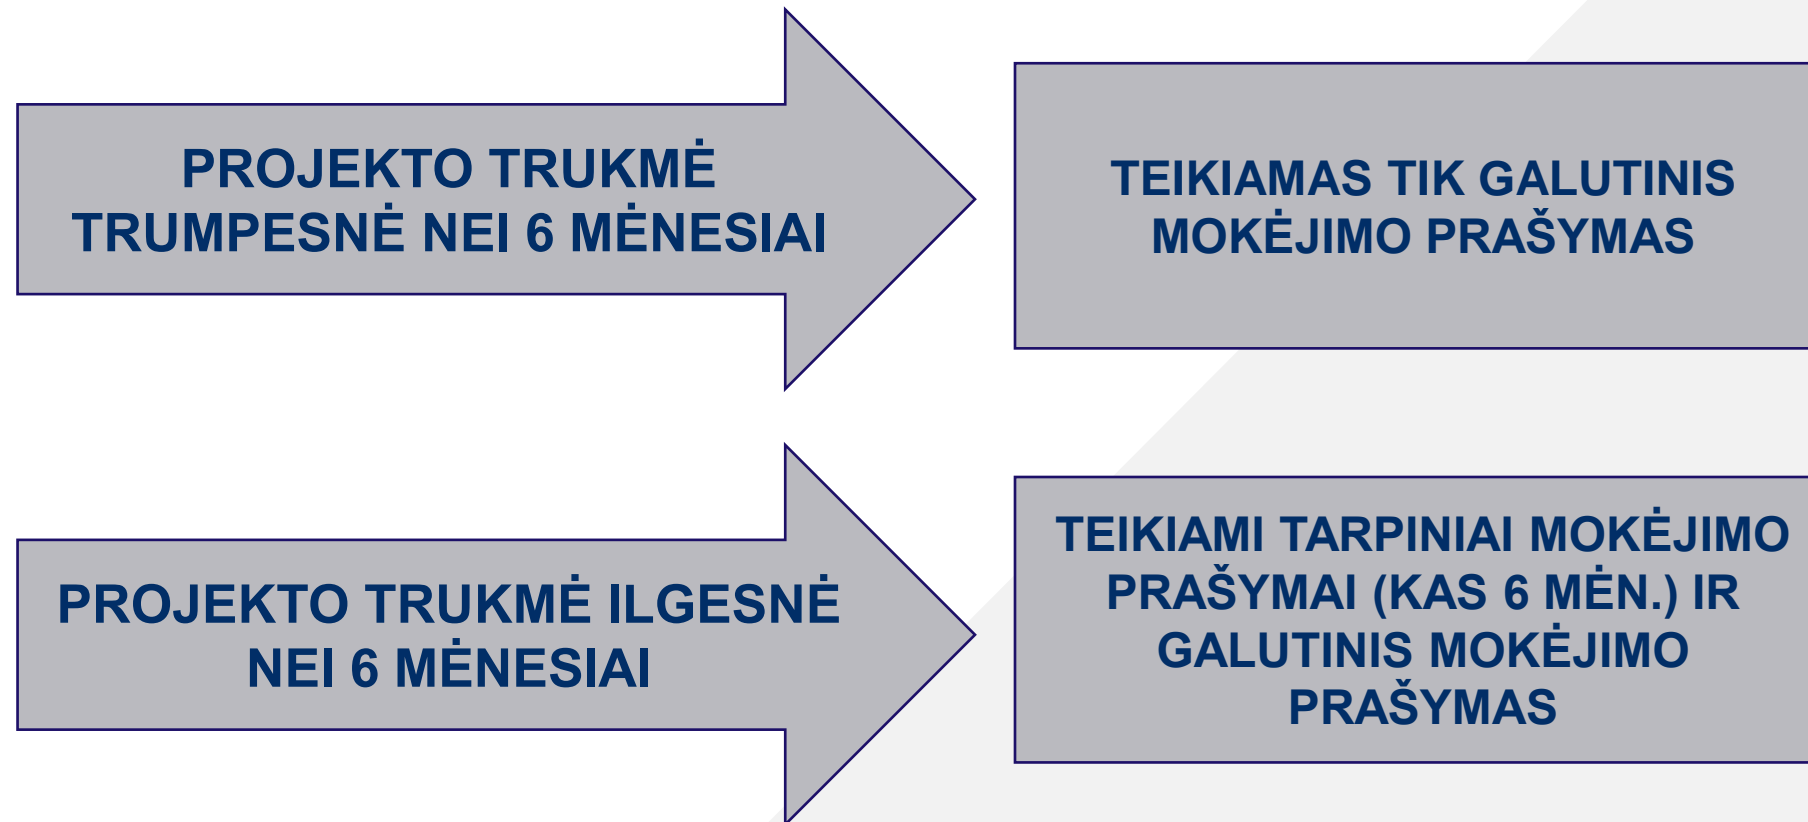 PROJEKTO TRUKMĖ
TRUMPESNĖ NEI 6 MĖNESIAI
TEIKIAMAS TIK GALUTINIS
MOKĖJIMO PRAŠYMAS
PROJEKTO TRUKMĖ ILGESNĖ
NEI 6 MĖNESIAI
TEIKIAMI TARPINIAI MOKĖJIMO
PRAŠYMAI (KAS 6 MĖN.) IR
GALUTINIS MOKĖJIMO
PRAŠYMAS